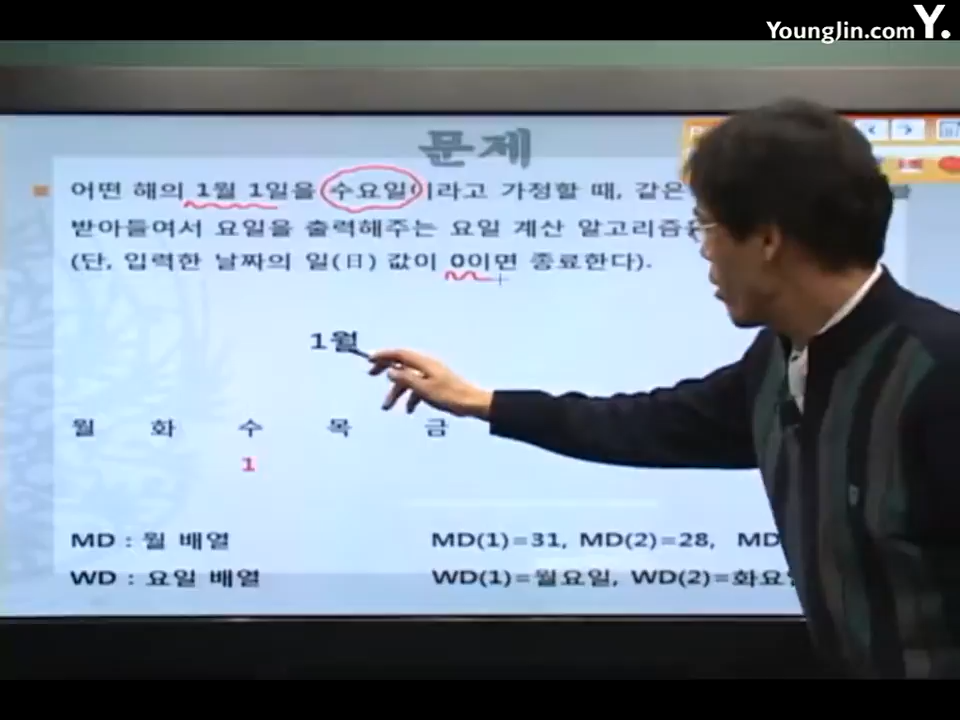 YoungJin.com Y.
문제
어떤 해의 1월 1일을 수요일이라고 가정할 때, 같은 를
받아들여서 요일을 출력해주는 요일 계산 알고리즘을
(단, 입력한 날짜의 일(日) 값이 0이면 종료한다).
1월
월 화 수 목 금
1
MD : 월 배열 MD(1)=31, MD(2)=28, MD
WD : 요일 배열 WD(1)=월요일, WD(2)=화요일